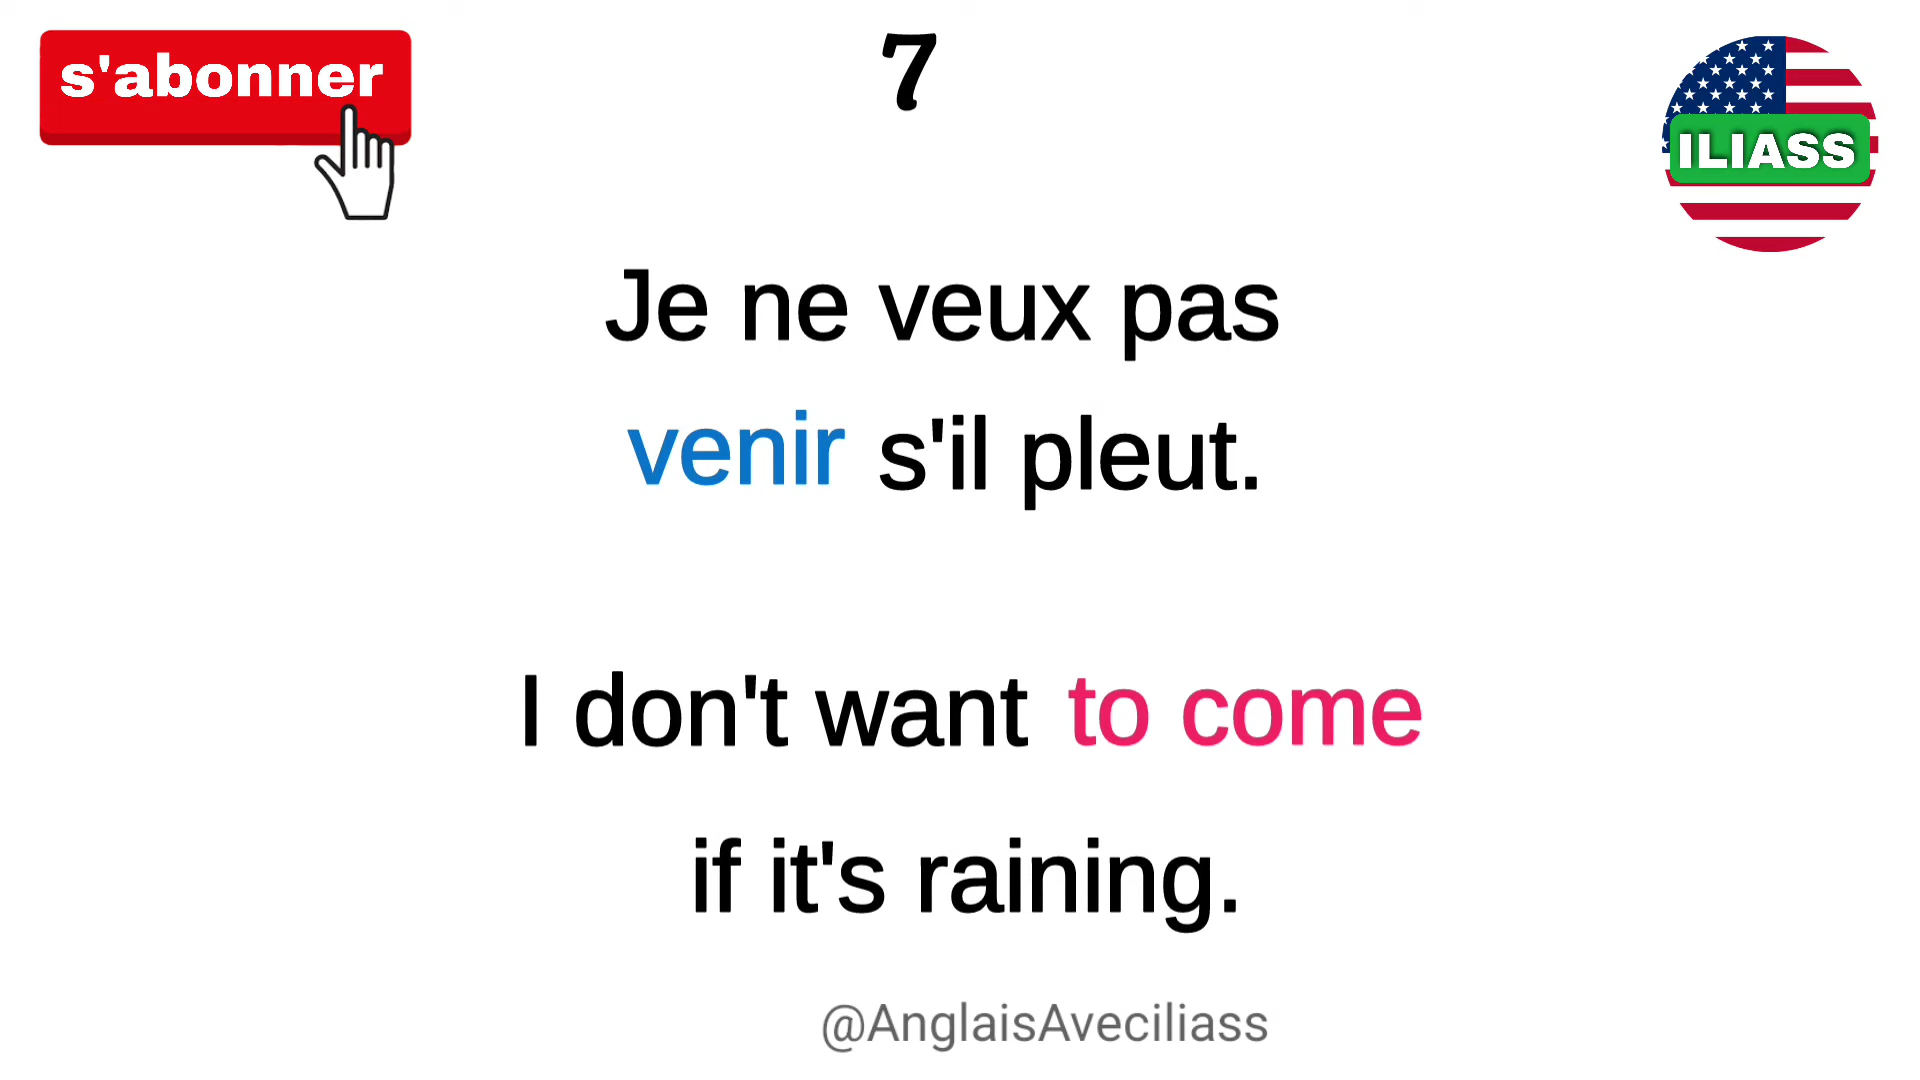 s'abonner
7
ILIASS
Je ne veux pas
venir s'il pleut.
I don't want to come
if it's raining.
@AnglaisAveciliass